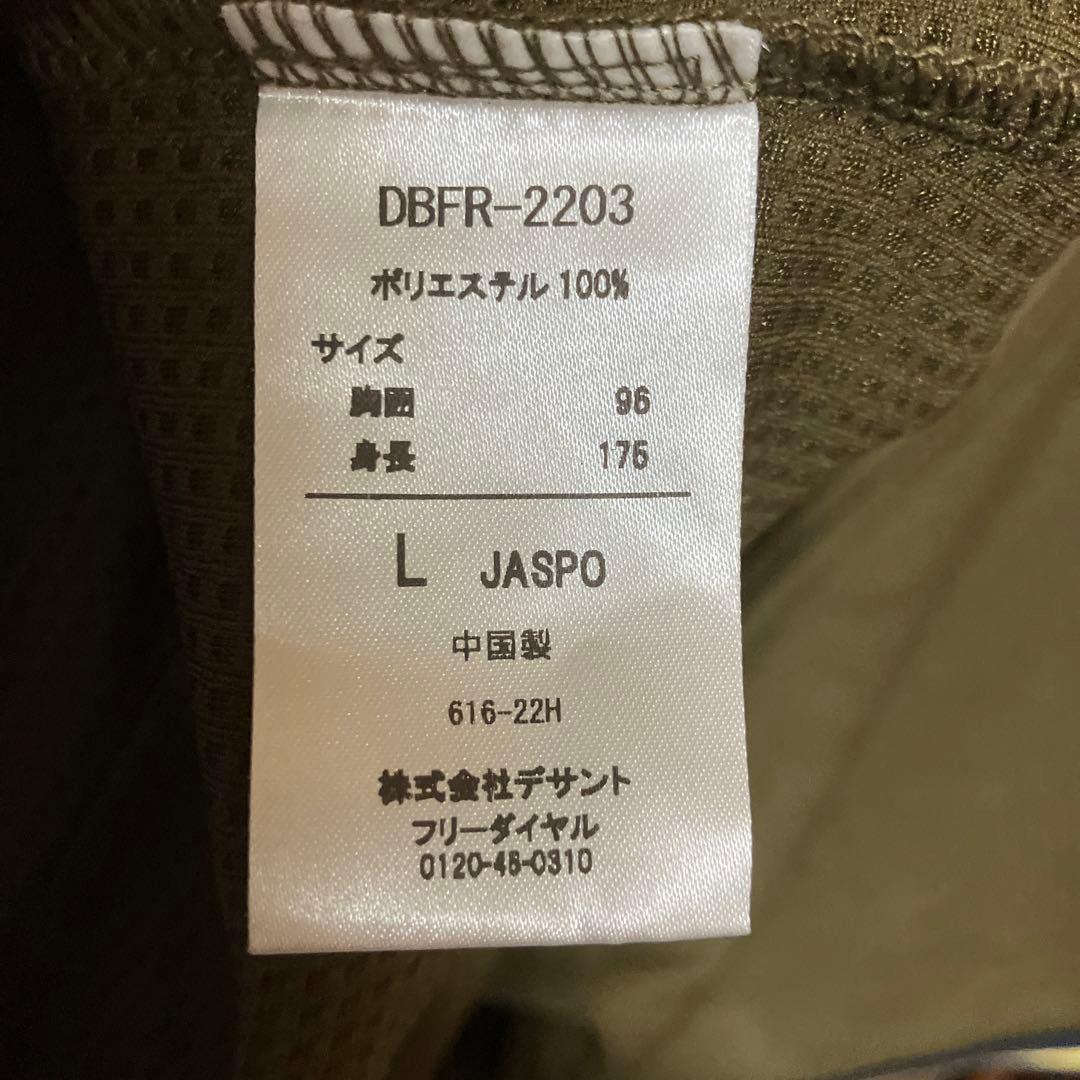 DBFR-2203
ポリエステル 100%
サイズ
胸囲 96
身長 176
L JASPO
中国製
616-22H
株式会社デサント
フリーダイヤル
0120-46-0310